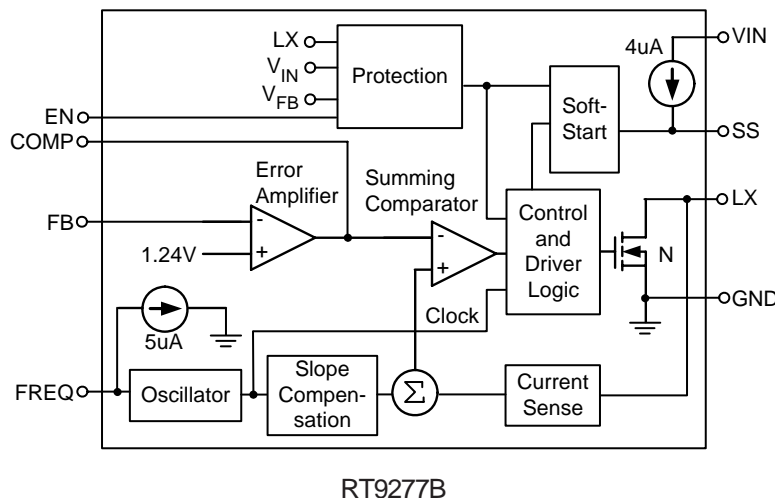 LX
VIN
VFB
EN
COMP
FB
FREQ
Protection
4uA
VIN
Soft-
Start
SS
Error
Amplifier
Summing
Comparator
-
+
1.24V
-
+
Control
and
Driver
Logic
N
LX
GND
5uA
Clock
Oscillator
Slope
Compen-
sation
Σ
Current
Sense
RT9277B